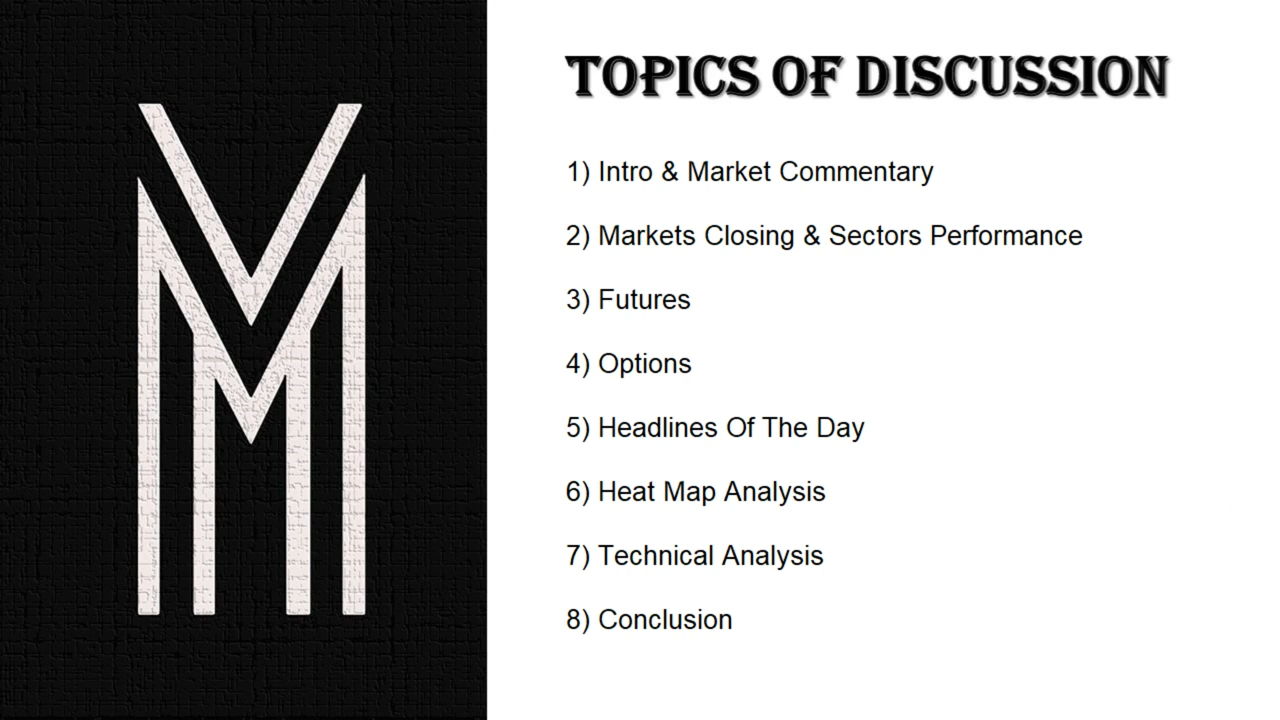 TOPICS OF DISCUSSION
1) Intro & Market Commentary
2) Markets Closing & Sectors Performance
3) Futures
4) Options
5) Headlines Of The Day
6) Heat Map Analysis
7) Technical Analysis
8) Conclusion